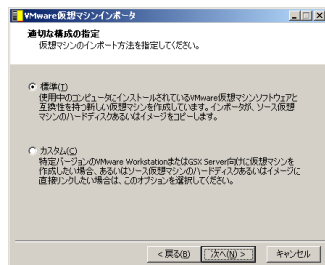 VMware仮想マシンインポータ
適切な構成の指定
仮想マシンのインポート方法を指定してください。
標準(T)
使用中のコンピュータにインストールされているVMware仮想マシンソフトウェアと
互換性を持つ新しい仮想マシンを作成しています。インポータが、ソース仮想
マシンのハードディスクあるいはイメージをコピーします。
カスタム(C)
特定バージョンのVMware WorkstationまたはGSX Server向けに仮想マシンを
作成したい場合、あるいはソース仮想マシンのハードディスクあるいはイメージに
直接リンクしたい場合は、このオプションを選択してください。
< 戻る(B)
次へ(N) >
キャンセル